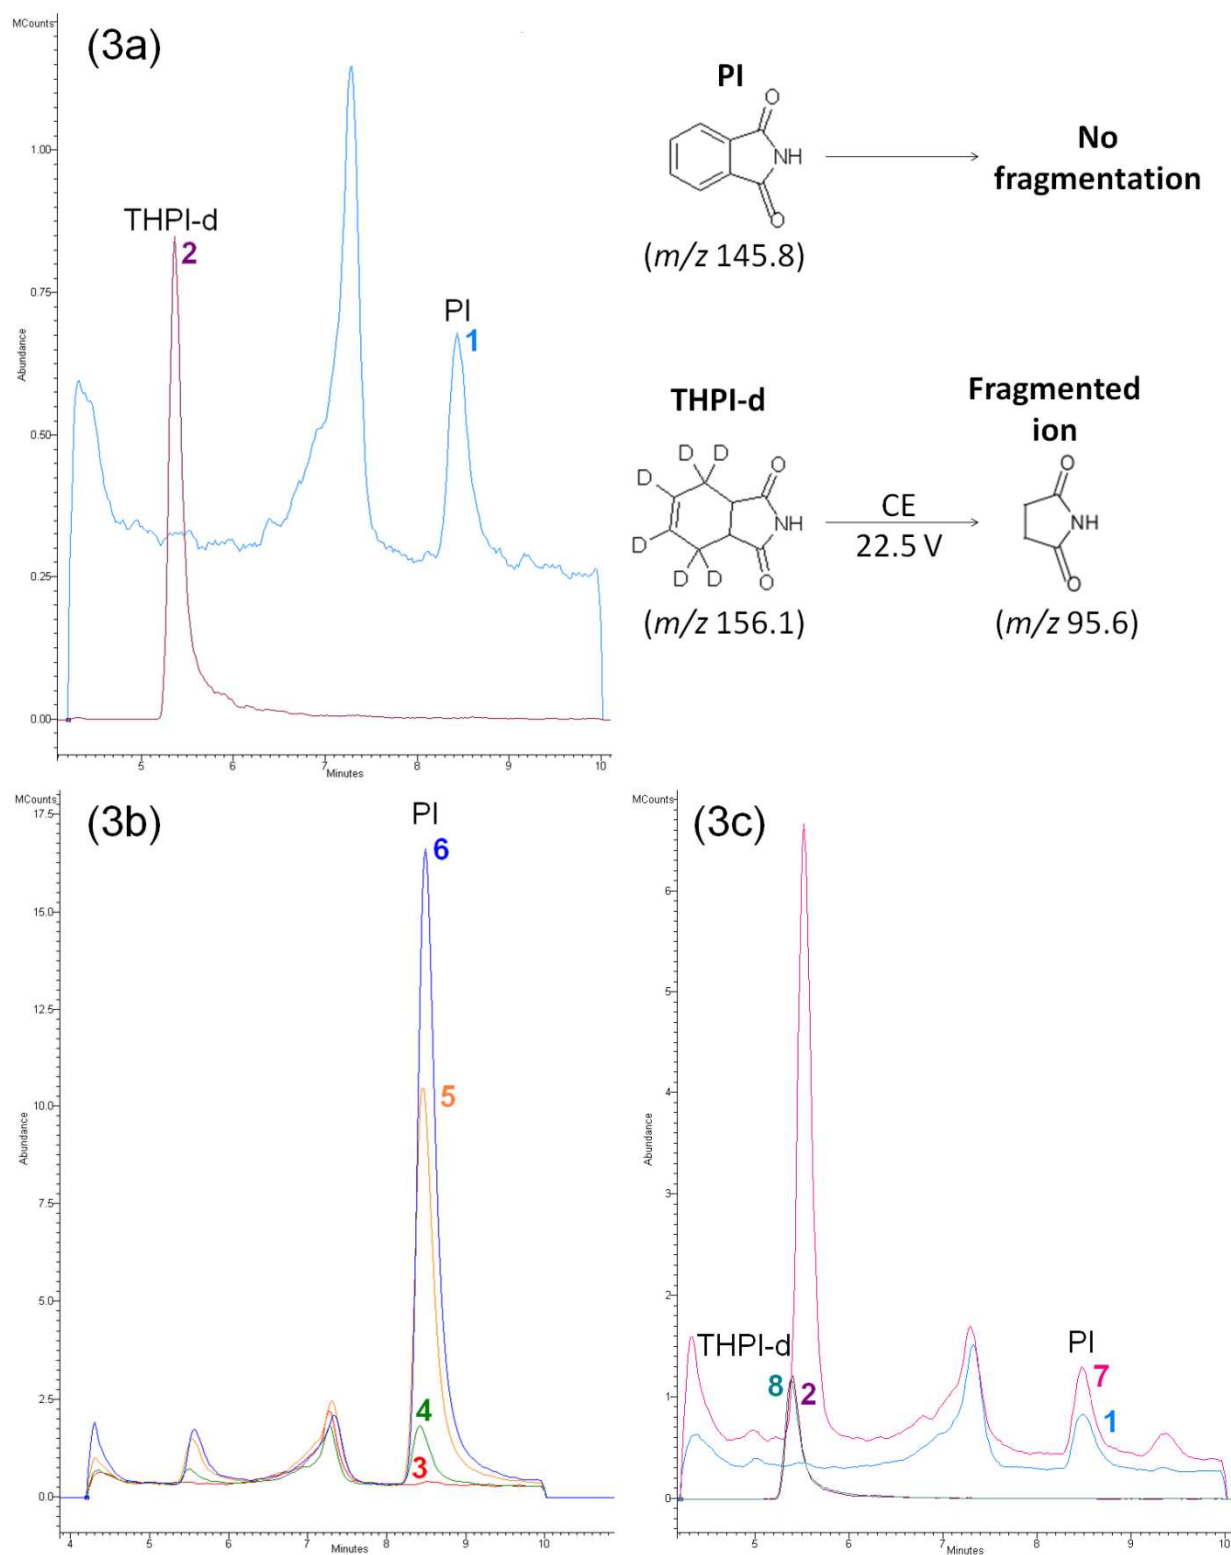 MCounts
(3a)
1.00
0.75
0.50
0.25
0.00
Abundance
THPI-d
2
PI
1
5
6
7
8
9
10
Minutes
PI
O
NH
O
(m/z 145.8)
No
fragmentation
THPI-d
D D
D
D
D D
O
NH
O
(m/z 156.1)
CE
22.5 V
Fragmented
ion
O
NH
O
(m/z 95.6)
MCounts
(3b)
17.5
15.0
12.5
10.0
7.5
5.0
2.5
0.0
Abundance
PI
6
5
4
3
4
5
6
7
8
9
10
Minutes
MCounts
(3c)
6
5
4
3
2
1
0
Abundance
THPI-d
8
2
PI
7
1
5
6
7
8
9
10
Minutes